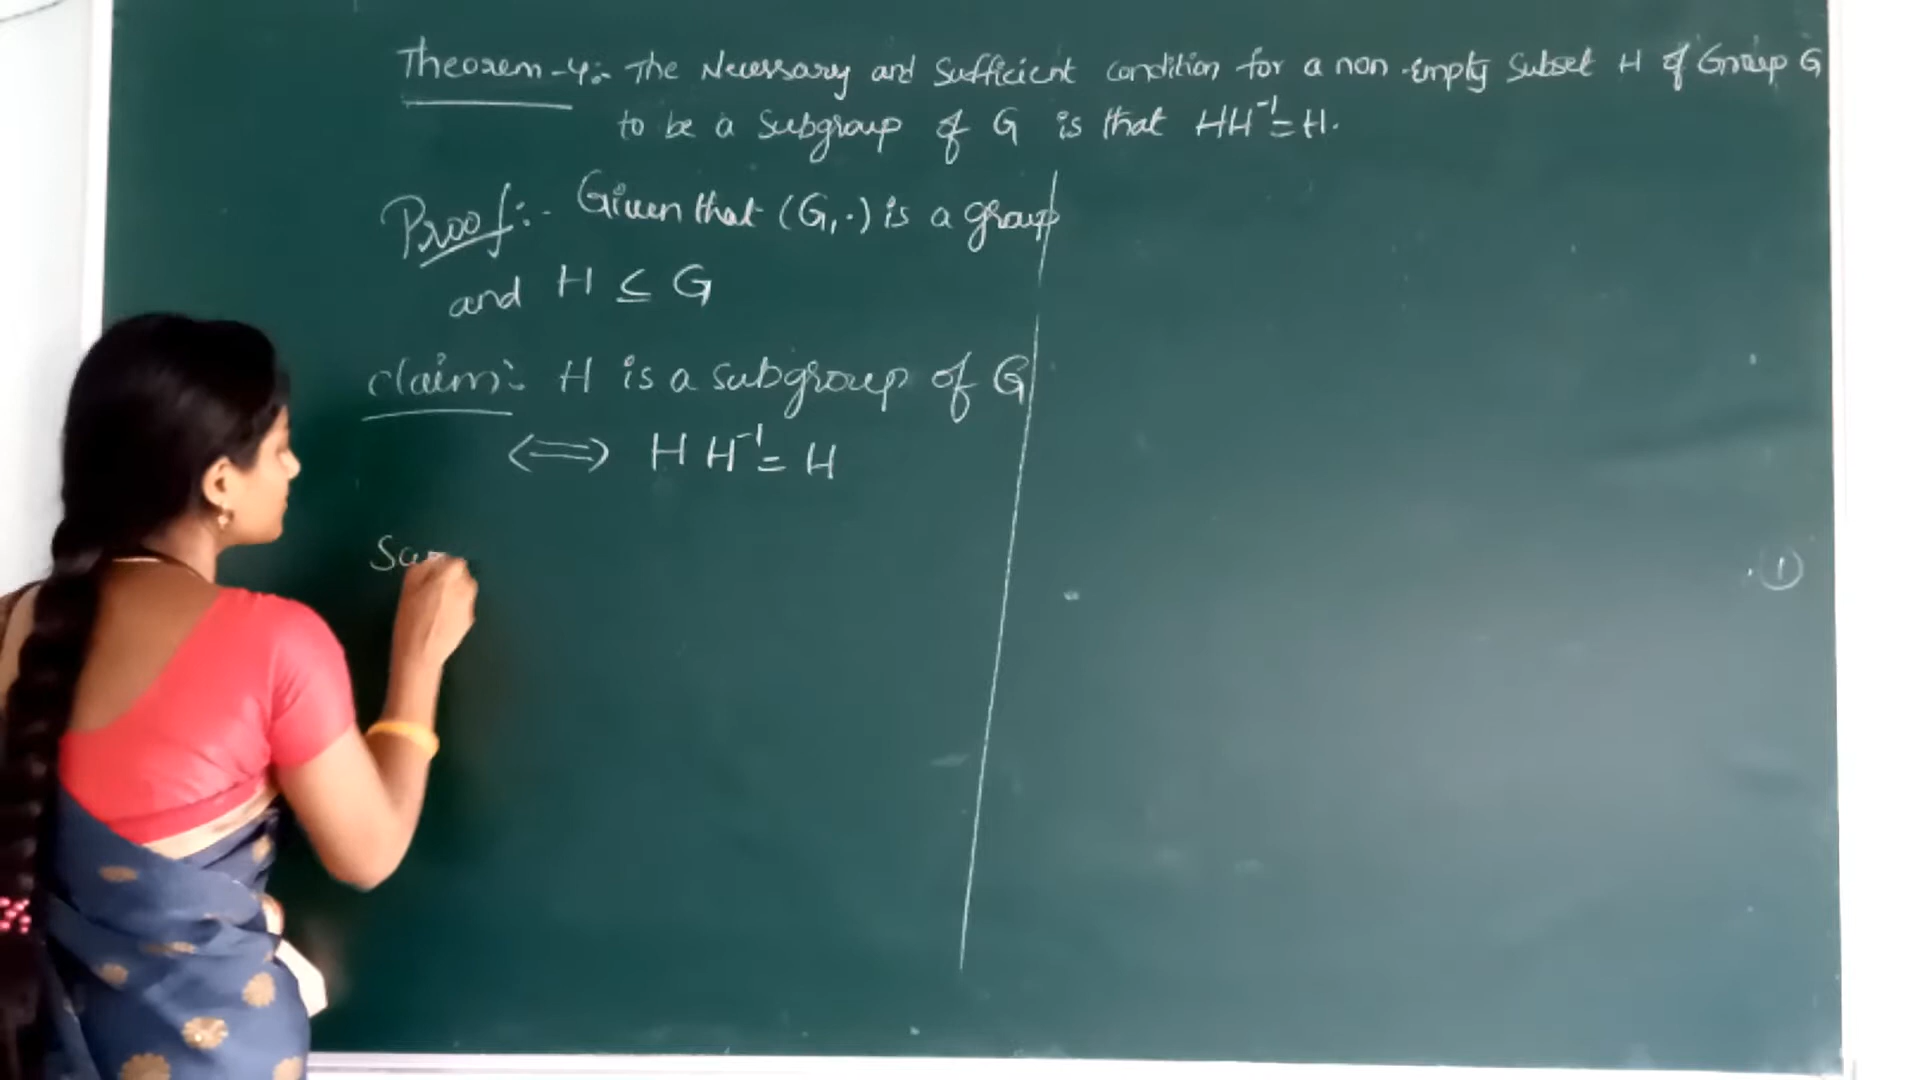 Theorem-4:- The Necessary and Sufficient condition for a non-Empty Subset H of Group G
to be a subgroup of G is that HH⁻¹=H.
Proof:- Given that (G,·) is a group
and H ⊆ G
claim:- H is a subgroup of G
⟺ H H⁻¹= H
①